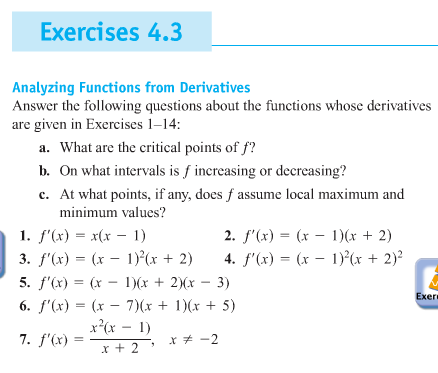 Exercises 4.3
Analyzing Functions from Derivatives
Answer the following questions about the functions whose derivatives
are given in Exercises 1–14:
a. What are the critical points of f?
b. On what intervals is f increasing or decreasing?
c. At what points, if any, does f assume local maximum and
minimum values?
1. f′(x) = x(x − 1) 2. f′(x) = (x − 1)(x + 2)
3. f′(x) = (x − 1)²(x + 2) 4. f′(x) = (x − 1)²(x + 2)²
5. f′(x) = (x − 1)(x + 2)(x − 3)
6. f′(x) = (x − 7)(x + 1)(x + 5)
7. f′(x) = x²(x − 1) / (x + 2), x ≠ −2